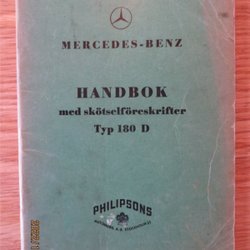 MERCEDES-BENZ
HANDBOK
med skötselföreskrifter
Typ 180 D
PHILIPSONS